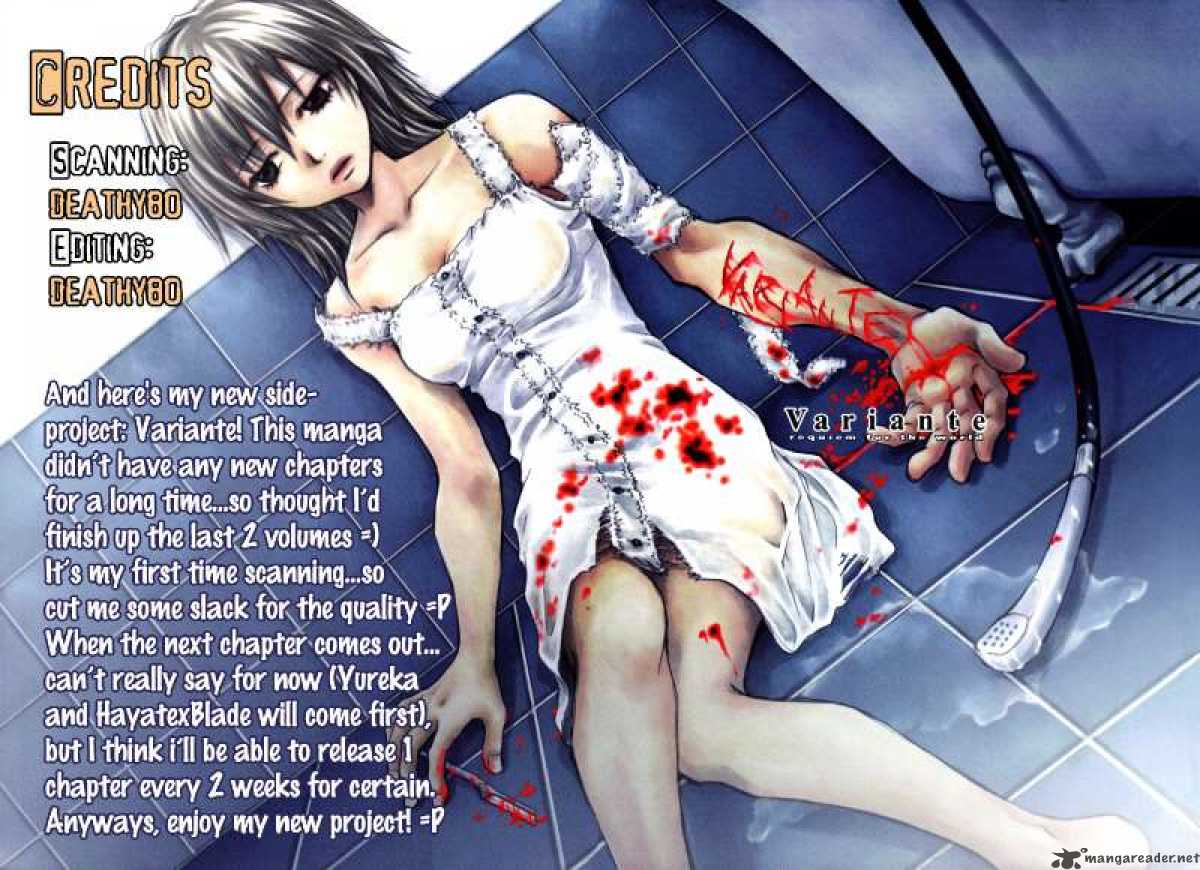 Credits
Scanning:
Deathy80
Editing:
Deathy80
And here's my new side-
project: Variante! This manga
didn't have any new chapters
for a long time...so thought I'd
finish up the last 2 volumes =)
It's my first time scanning...so
cut me some slack for the quality =P
When the next chapter comes out...
can't really say for now (Yureka
and HayatexBlade will come first),
but I think i'll be able to release 1
chapter every 2 weeks for certain.
Anyways, enjoy my new project! =P
VARIANTE
Variante
requiem for the world
mangareader.net